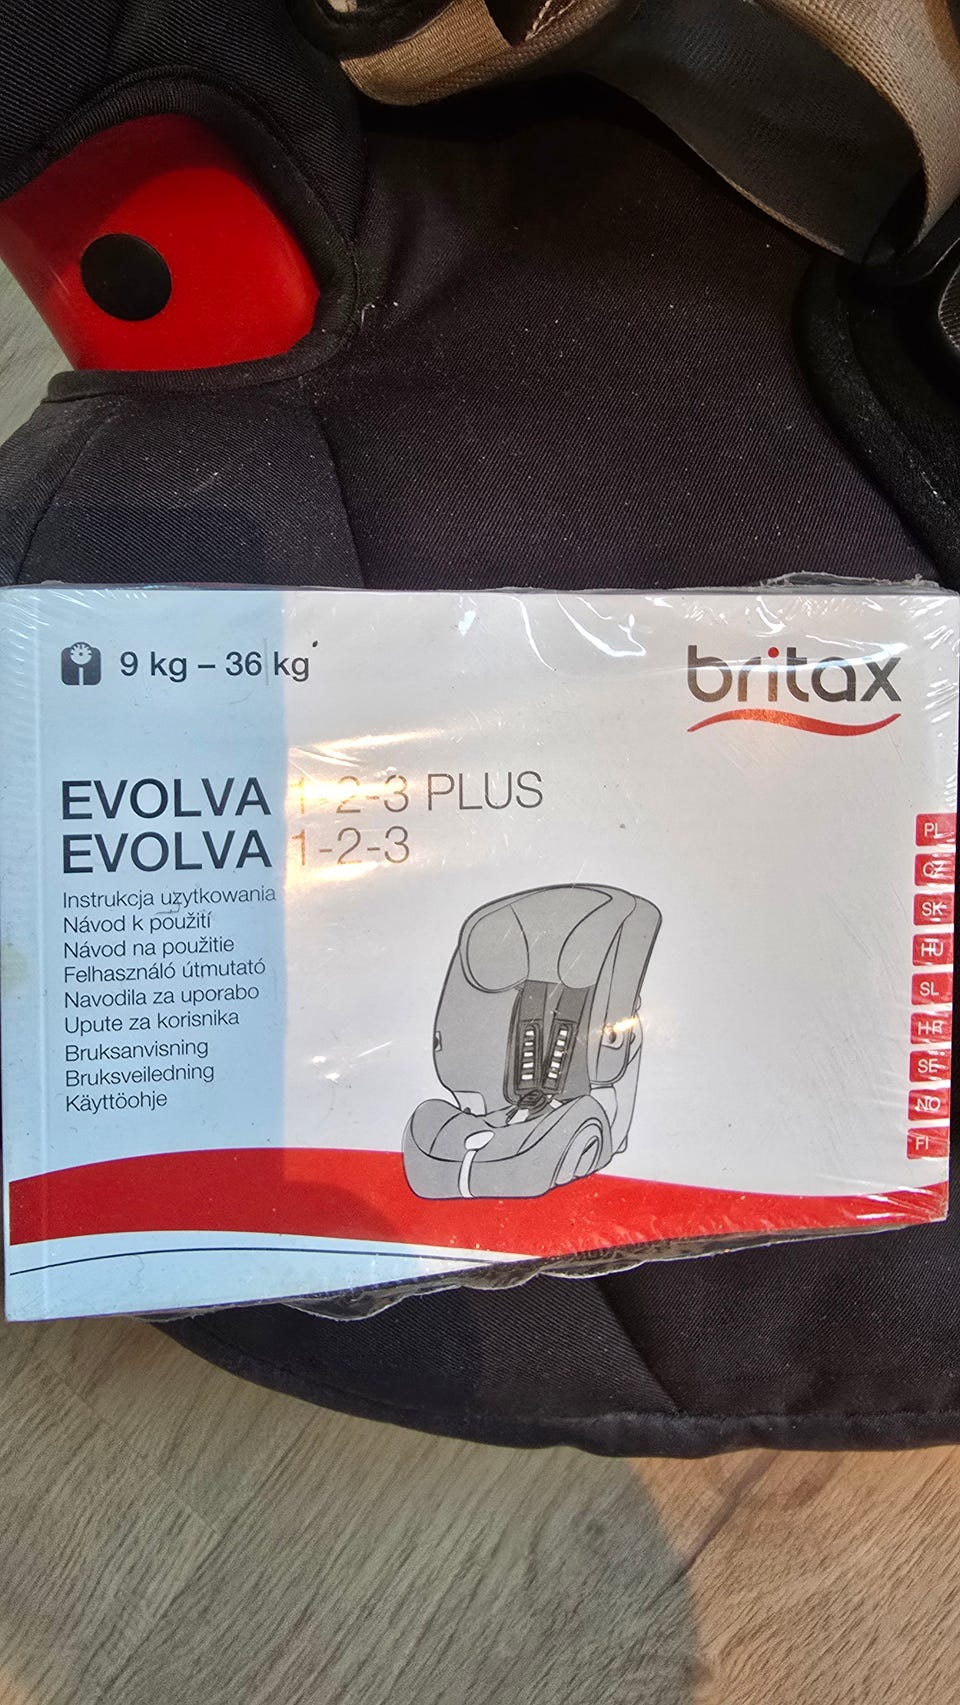 9 kg – 36 kg
britax
EVOLVA 1-2-3 PLUS
EVOLVA 1-2-3
Instrukcja uzytkowania
Návod k použití
Návod na použitie
Felhasználó útmutató
Navodila za uporabo
Upute za korisnika
Bruksanvisning
Bruksveiledning
Käyttöohje
PL
CZ
SK
HU
SL
HR
SE
NO
FI